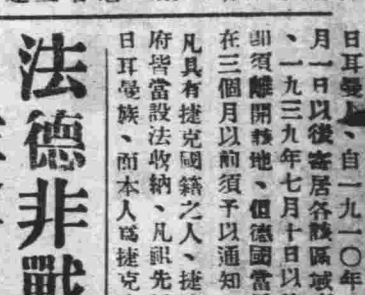 日耳曼人、自一九一〇年
月一日以後寄居各該區域
、一九三九年七月十日以
即須離開該地、但德國當
在三個月以前須予以通知
凡具有捷克國籍之人、捷
府皆當設法收納、凡祖先
日耳曼族、而本人爲捷克
法德非戰